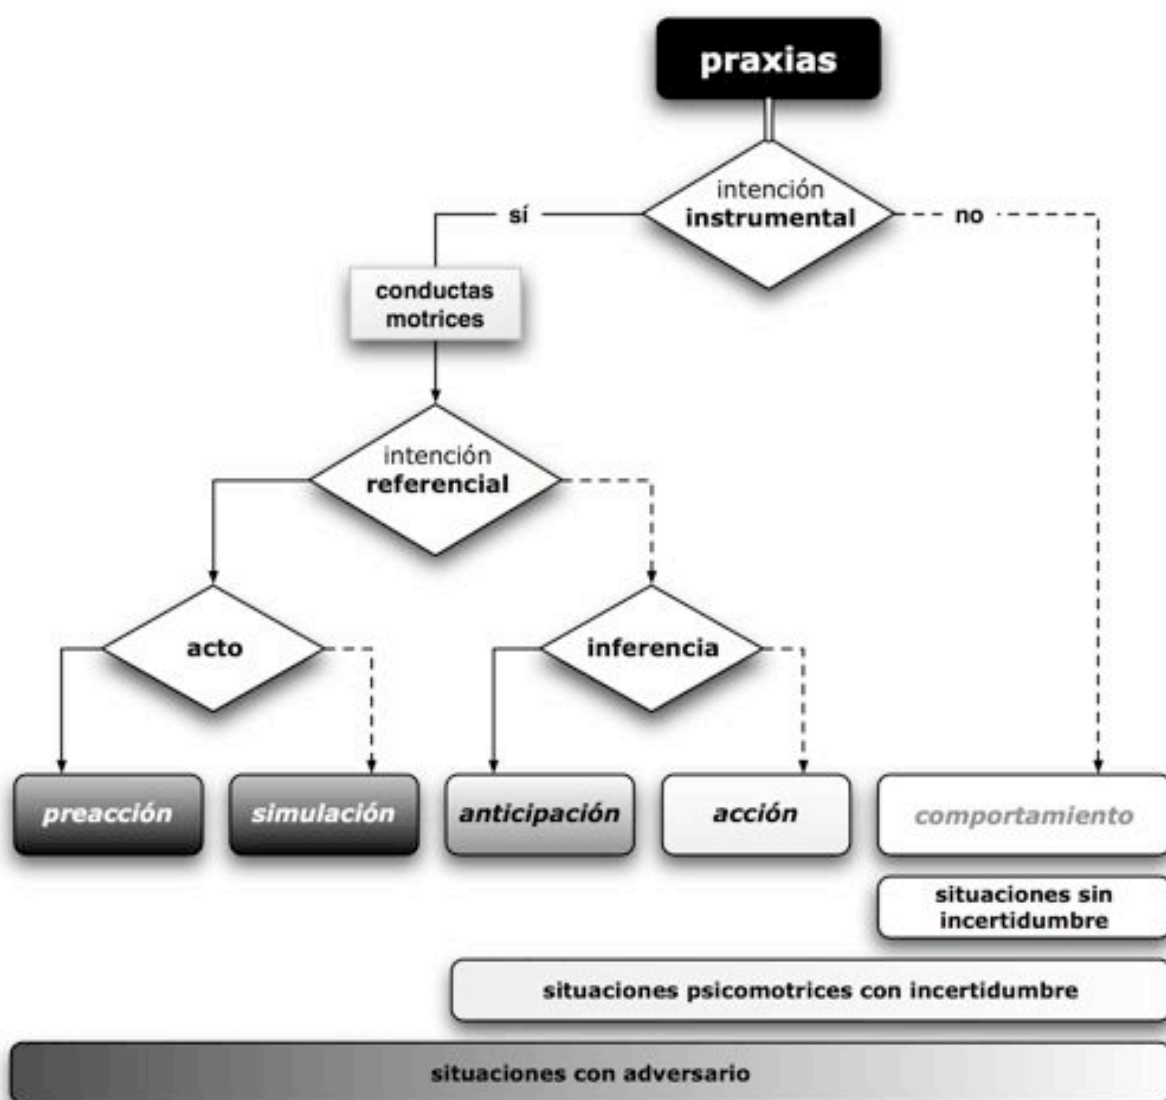 praxias
intención
instrumental
sí
no
conductas
motrices
intención
referencial
acto
inferencia
preacción
simulación
anticipación
acción
comportamiento
situaciones sin
incertidumbre
situaciones psicomotrices con incertidumbre
situaciones con adversario